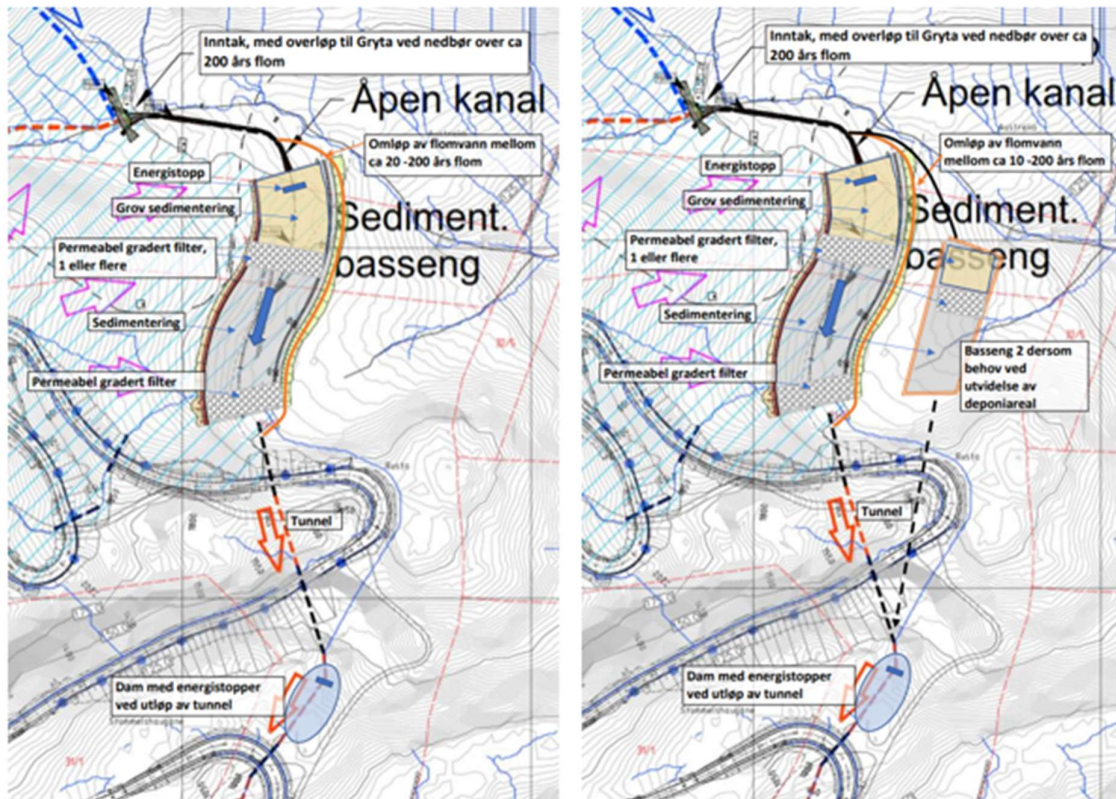 Inntak, med overløp til Gryta ved nedbør over ca
200 års flom
Åpen kanal
Omløp av flomvann mellom
ca 20 -200 års flom
Energistopp
Grov sedimentering
Sediment.
basseng
Permeabel gradert filter,
1 eller flere
Sedimentering
Permeabel gradert filter
Tunnel
Dam med energistopper
ved utløp av tunnel
31/1
Inntak, med overløp til Gryta ved nedbør over ca
200 års flom
Åpen kanal
Omløp av flomvann
mellom ca 10 -200 års flom
Energistopp
Grov sedimentering
Sediment.
basseng
Permeabel gradert filter,
1 eller flere
Sedimentering
Basseng 2 dersom
behov ved
utvidelse av
deponiareal
Permeabel gradert filter
Tunnel
Dam med energistopper
ved utløp av tunnel
31/1